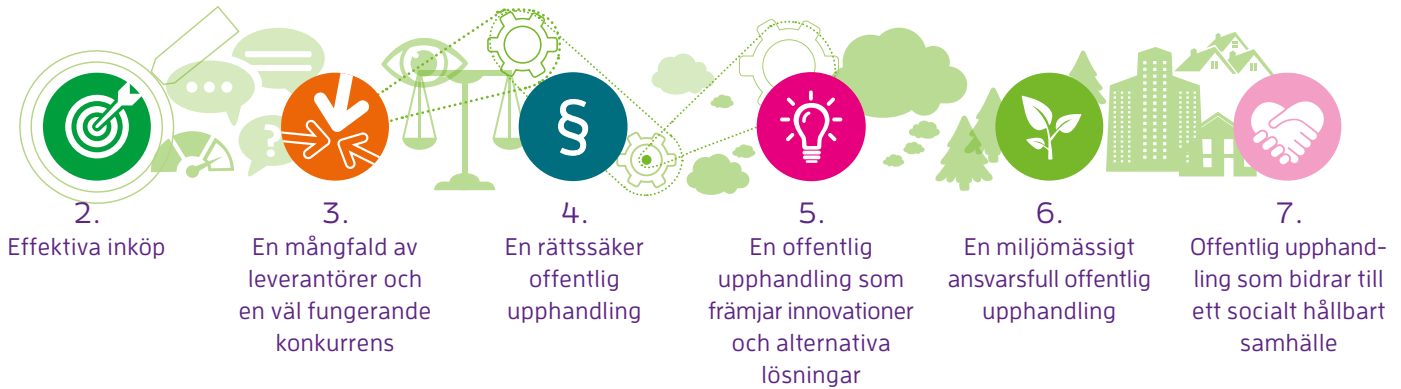 ?
§
2.
Effektiva inköp
3.
En mångfald av
leverantörer och
en väl fungerande
konkurrens
4.
En rättssäker
offentlig
upphandling
5.
En offentlig
upphandling som
främjar innovationer
och alternativa
lösningar
6.
En miljömässigt
ansvarsfull offentlig
upphandling
7.
Offentlig upphand-
ling som bidrar till
ett socialt hållbart
samhälle